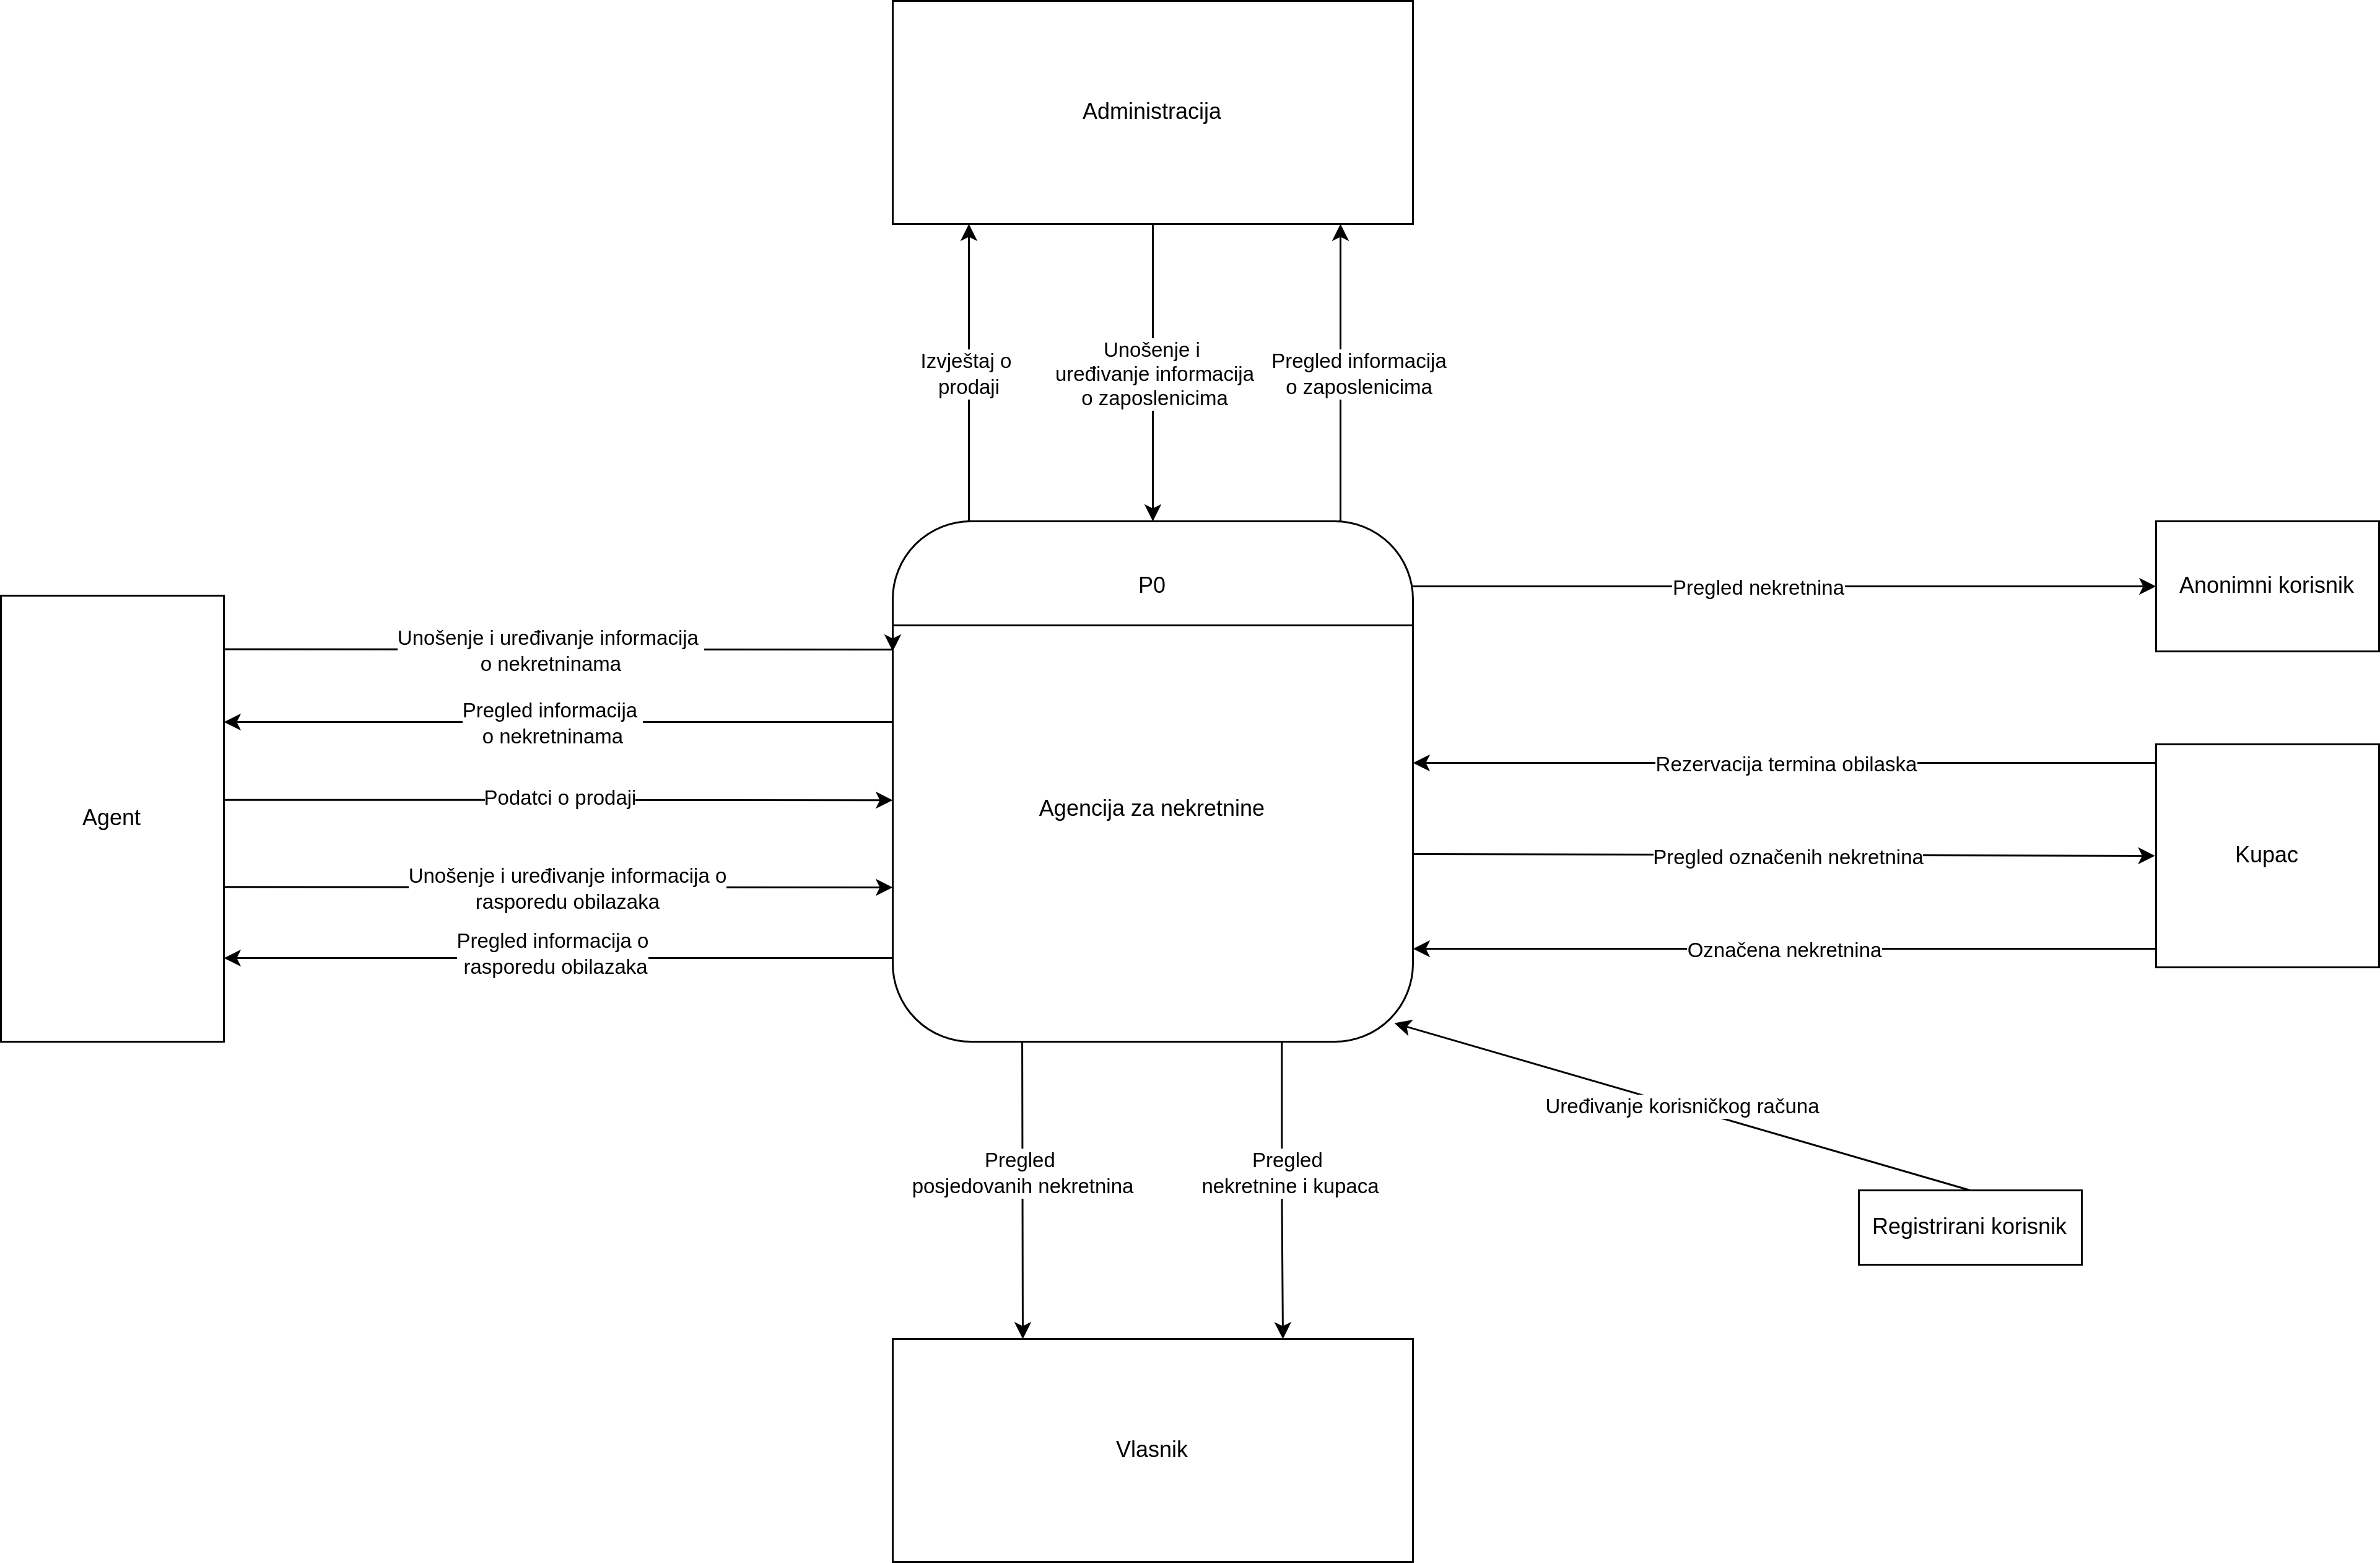 Administracija
Izvještaj o
prodaji
Unošenje i
uređivanje informacija
o zaposlenicima
Pregled informacija
o zaposlenicima
P0
Agencija za nekretnine
Agent
Unošenje i uređivanje informacija
o nekretninama
Pregled informacija
o nekretninama
Podatci o prodaji
Unošenje i uređivanje informacija o
rasporedu obilazaka
Pregled informacija o
rasporedu obilazaka
Pregled nekretnina
Anonimni korisnik
Rezervacija termina obilaska
Pregled označenih nekretnina
Označena nekretnina
Kupac
Uređivanje korisničkog računa
Registrirani korisnik
Pregled
posjedovanih nekretnina
Pregled
nekretnine i kupaca
Vlasnik